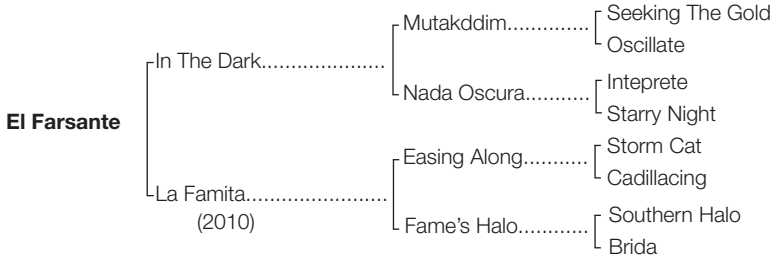 Seeking The Gold
Mutakddim..............
Oscillate
In The Dark.....................
Inteprete
Nada Oscura...........
Starry Night
El Farsante
Storm Cat
Easing Along...........
Cadillacing
La Famita........................
(2010)
Southern Halo
Fame's Halo............
Brida